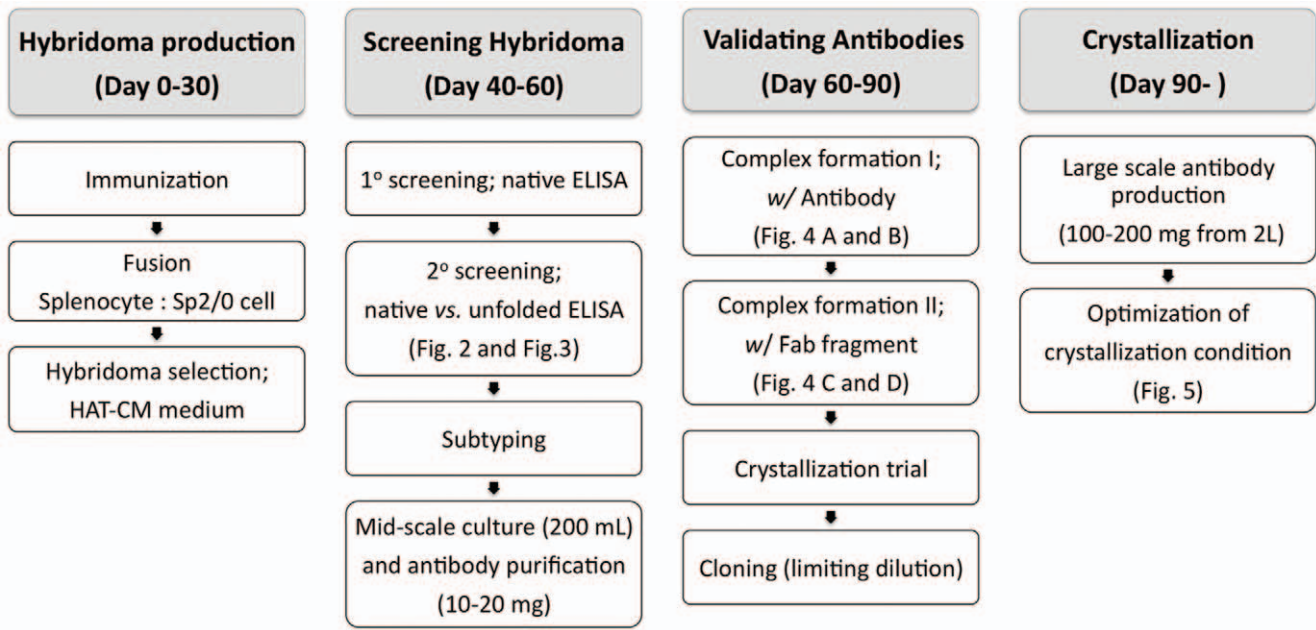 Hybridoma production
(Day 0-30)
Immunization
Fusion
Splenocyte : Sp2/0 cell
Hybridoma selection;
HAT-CM medium
Screening Hybridoma
(Day 40-60)
1º screening; native ELISA
2º screening;
native vs. unfolded ELISA
(Fig. 2 and Fig.3)
Subtyping
Mid-scale culture (200 mL)
and antibody purification
(10-20 mg)
Validating Antibodies
(Day 60-90)
Complex formation I;
w/ Antibody
(Fig. 4 A and B)
Complex formation II;
w/ Fab fragment
(Fig. 4 C and D)
Crystallization trial
Cloning (limiting dilution)
Crystallization
(Day 90- )
Large scale antibody
production
(100-200 mg from 2L)
Optimization of
crystallization condition
(Fig. 5)